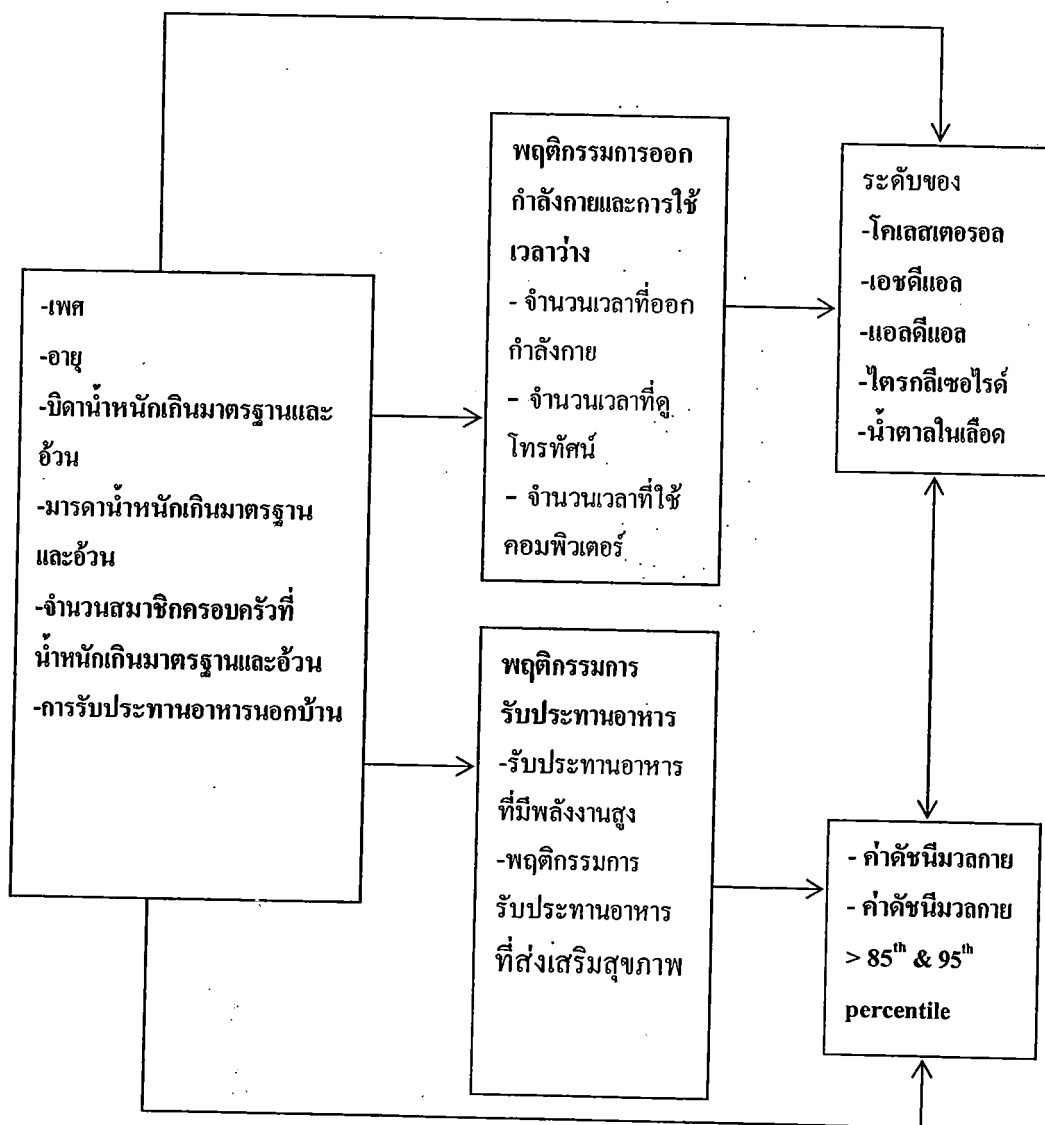 -เพศ
-อายุ
-บิดาน้ำหนักเกินมาตรฐานและ
อ้วน
-มารดาน้ำหนักเกินมาตรฐาน
และอ้วน
-จำนวนสมาชิกครอบครัวที่
น้ำหนักเกินมาตรฐานและอ้วน
-การรับประทานอาหารนอกบ้าน
พฤติกรรมการออก
กำลังกายและการใช้
เวลาว่าง
- จำนวนเวลาที่ออก
กำลังกาย
- จำนวนเวลาที่ดู
โทรทัศน์
- จำนวนเวลาที่ใช้
คอมพิวเตอร์
พฤติกรรมการ
รับประทานอาหาร
-รับประทานอาหาร
ที่มีพลังงานสูง
-พฤติกรรมการ
รับประทานอาหาร
ที่ส่งเสริมสุขภาพ
ระดับของ
-โคเลสเตอรอล
-เอชดีแอล
-แอลดีแอล
-ไตรกลีเซอไรด์
-น้ำตาลในเลือด
- ค่าดัชนีมวลกาย
- ค่าดัชนีมวลกาย
> 85th & 95th
percentile